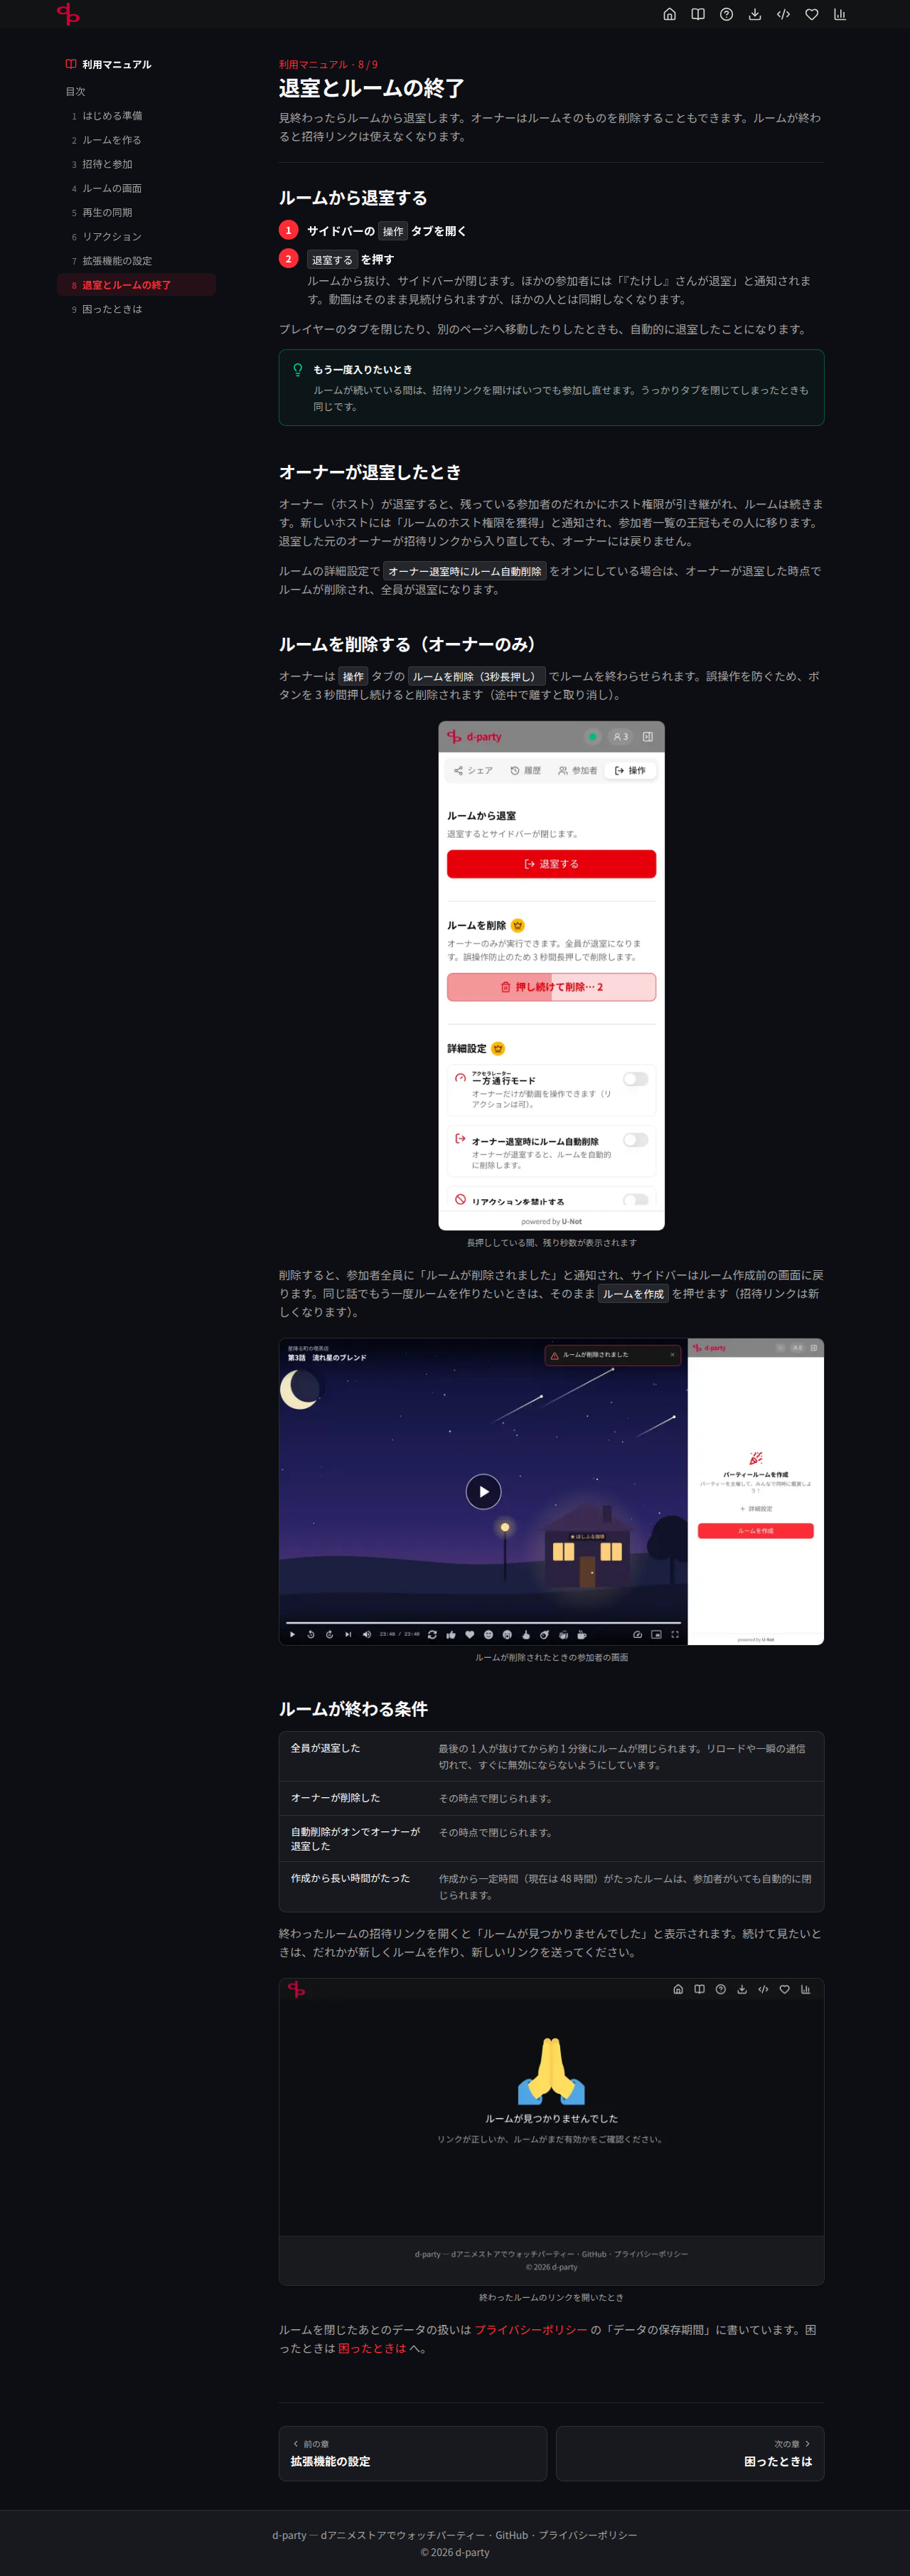 利用マニュアル
目次
1 はじめる準備
2 ルームを作る
3 招待と参加
4 ルームの画面
5 再生の同期
6 リアクション
7 拡張機能の設定
8 退室とルームの終了
9 困ったときは
利用マニュアル・8 / 9
退室とルームの終了
見終わったらルームから退室します。オーナーはルームそのものを削除することもできます。ルームが終わ
ると招待リンクは使えなくなります。
ルームから退室する
1 サイドバーの 操作 タブを開く
2 退室する を押す
ルームから抜け、サイドバーが閉じます。ほかの参加者には「『たけし』さんが退室」と通知されま
す。動画はそのまま見続けられますが、ほかの人とは同期しなくなります。
プレイヤーのタブを閉じたり、別のページへ移動したりしたときも、自動的に退室したことになります。
もう一度入りたいとき
ルームが続いている間は、招待リンクを開けばいつでも参加し直せます。うっかりタブを閉じてしまったときも
同じです。
オーナーが退室したとき
オーナー（ホスト）が退室すると、残っている参加者のだれかにホスト権限が引き継がれ、ルームは続きま
す。新しいホストには「ルームのホスト権限を獲得」と通知され、参加者一覧の王冠もその人に移ります。
退室した元のオーナーが招待リンクから入り直しても、オーナーには戻りません。
ルームの詳細設定で オーナー退室時にルーム自動削除 をオンにしている場合は、オーナーが退室した時点で
ルームが削除され、全員が退室になります。
ルームを削除する（オーナーのみ）
オーナーは 操作 タブの ルームを削除（3秒長押し） でルームを終わらせられます。誤操作を防ぐため、ボ
タンを 3 秒間押し続けると削除されます（途中で離すと取り消し）。
d-party 3
シェア 履歴 参加者 操作
ルームから退室
退室するとサイドバーが閉じます。
退室する
ルームを削除
オーナーのみが実行できます。全員が退室になりま
す。誤操作防止のため 3 秒間長押しで削除します。
押し続けて削除… 2
詳細設定
アクセラレーター
一方通行モード
オーナーだけが動画を操作できます（リ
アクションは可）。
オーナー退室時にルーム自動削除
オーナーが退室すると、ルームを自動的
に削除します。
リアクションを禁止する
powered by U-Not
長押ししている間、残り秒数が表示されます
削除すると、参加者全員に「ルームが削除されました」と通知され、サイドバーはルーム作成前の画面に戻
ります。同じ話でもう一度ルームを作りたいときは、そのまま ルームを作成 を押せます（招待リンクは新
しくなります）。
星降る町の喫茶店
第3話 流れ星のブレンド
ルームが削除されました ×
d-party
★ ほしふる珈琲
パーティールームを作成
パーティーを主催して、みんなで同時に鑑賞しよ
う！
＋ 詳細設定
ルームを作成
23:40 / 23:40
powered by U-Not
ルームが削除されたときの参加者の画面
ルームが終わる条件
全員が退室した 最後の 1 人が抜けてから約 1 分後にルームが閉じられます。リロードや一瞬の通信
切れで、すぐに無効にならないようにしています。
オーナーが削除した その時点で閉じられます。
自動削除がオンでオーナーが その時点で閉じられます。
退室した
作成から長い時間がたった 作成から一定時間（現在は 48 時間）がたったルームは、参加者がいても自動的に閉
じられます。
終わったルームの招待リンクを開くと「ルームが見つかりませんでした」と表示されます。続けて見たいと
きは、だれかが新しくルームを作り、新しいリンクを送ってください。
ルームが見つかりませんでした
リンクが正しいか、ルームがまだ有効かをご確認ください。
d-party — dアニメストアでウォッチパーティー・GitHub・プライバシーポリシー
© 2026 d-party
終わったルームのリンクを開いたとき
ルームを閉じたあとのデータの扱いは プライバシーポリシー の「データの保存期間」に書いています。困
ったときは 困ったときは へ。
前の章
拡張機能の設定
次の章
困ったときは
d-party — dアニメストアでウォッチパーティー・GitHub・プライバシーポリシー
© 2026 d-party